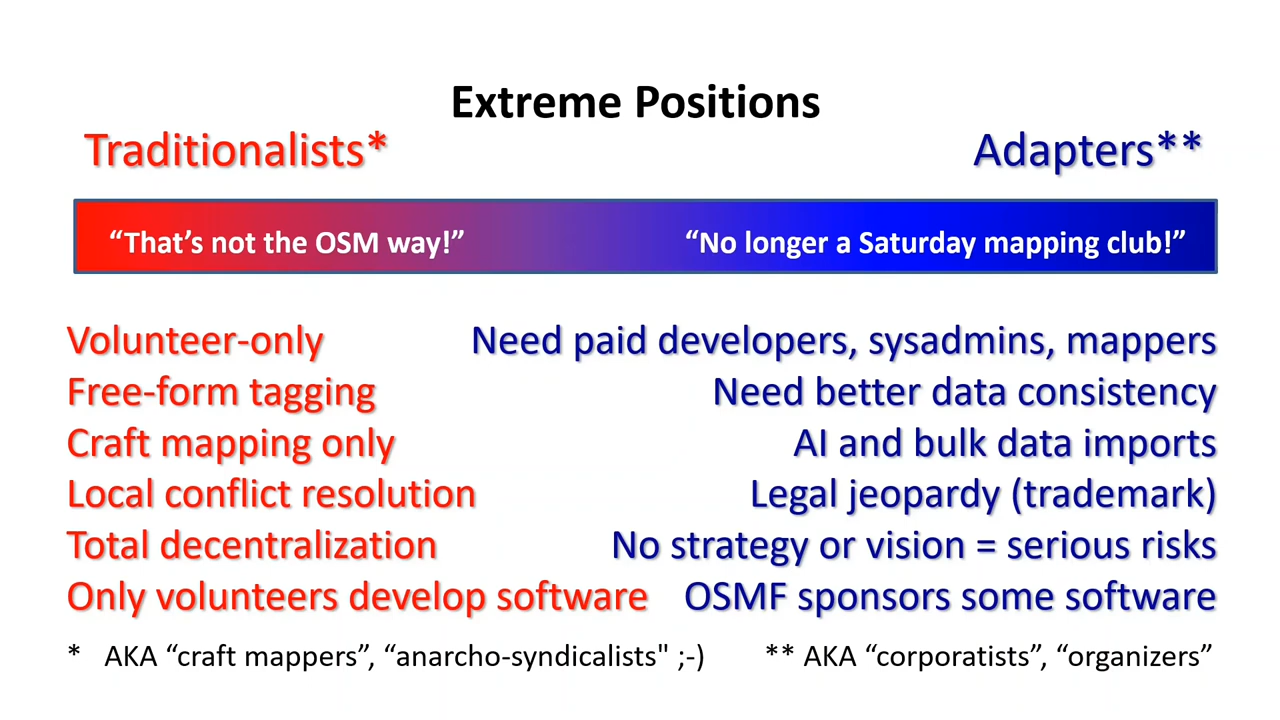 Extreme Positions
Traditionalists* Adapters**
“That’s not the OSM way!” “No longer a Saturday mapping club!”
Volunteer-only Need paid developers, sysadmins, mappers
Free-form tagging Need better data consistency
Craft mapping only AI and bulk data imports
Local conflict resolution Legal jeopardy (trademark)
Total decentralization No strategy or vision = serious risks
Only volunteers develop software OSMF sponsors some software
* AKA “craft mappers”, “anarcho-syndicalists" ;-) ** AKA “corporatists”, “organizers”